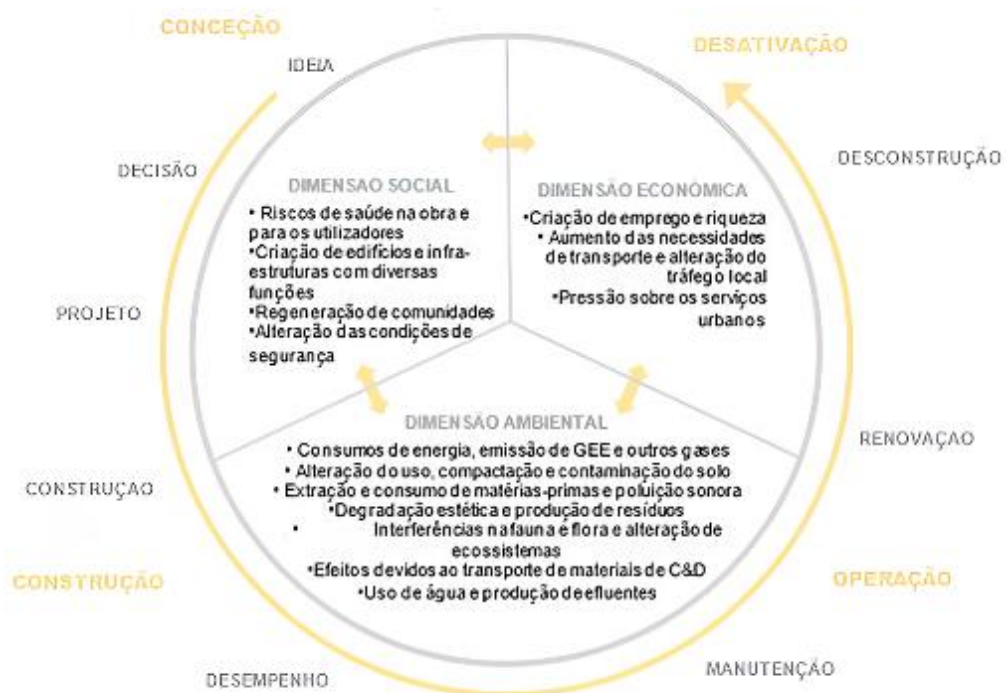 CONCEÇÃO
DESATIVAÇÃO
IDEIA
DECISÃO
DESCONSTRUÇÃO
DIMENSAO SOCIAL
• Riscos de saúde na obra e
para os utilizadores
•Criação de edifícios e infra-
estruturas com diversas
funções
•Regeneração de comunidades
•Alteração das condições de
segurança
DIMENSÃO ECONÓMICA
•Criação de emprego e riqueza
• Aumento das necessidades
de transporte e alteração do
tráfego local
•Pressão sobre os serviços
urbanos
PROJETO
DIMENSÃO AMBIENTAL
• Consumos de energia, emissão de GEE e outros gases
• Alteração do uso, compactação e contaminação do solo
• Extração e consumo de matérias-primas e poluição sonora
•Degradação estética e produção de resíduos
• Interferências na fauna e flora e alteração de
ecossistemas
•Efeitos devidos ao transporte de materiais de C&D
•Uso de água e produção de efluentes
RENOVAÇAO
CONSTRUÇAO
CONSTRUÇÃO
OPERAÇÃO
DESEMPENHO
MANUTENÇÃO